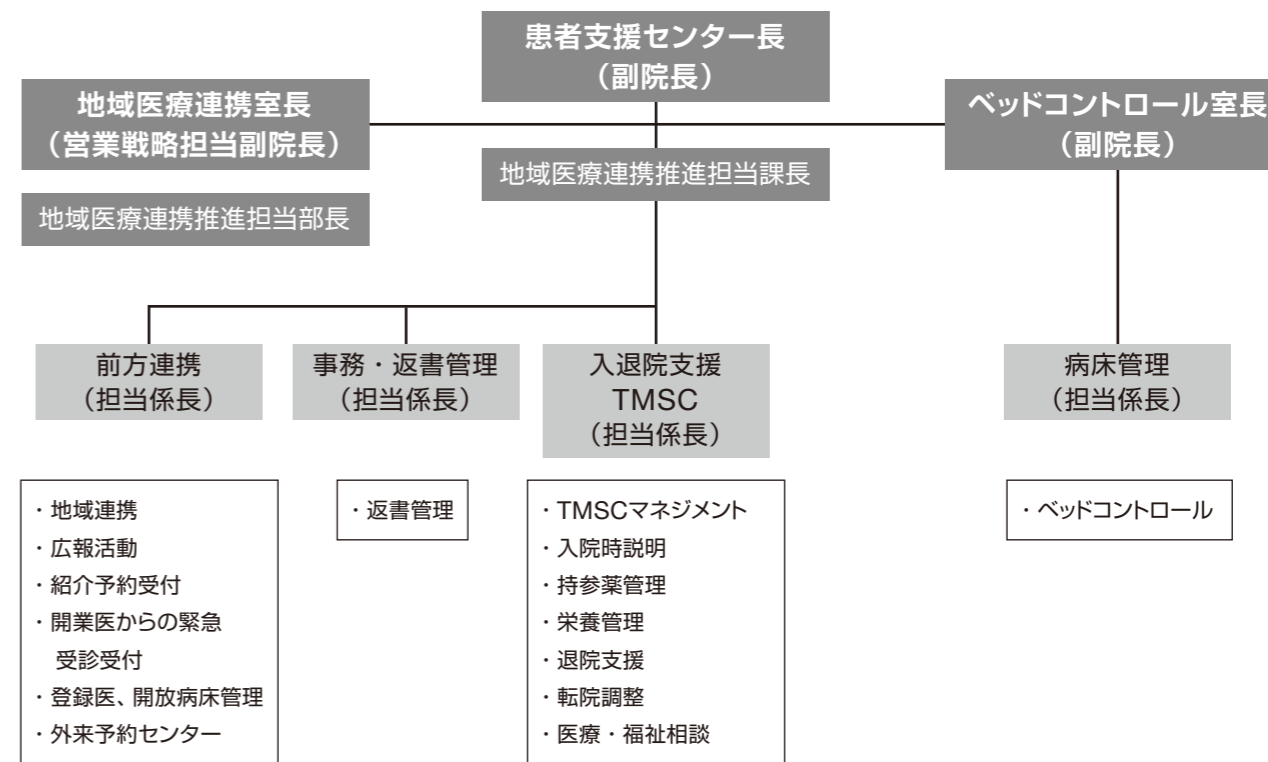 患者支援センター長
（副院長）
地域医療連携室長
（営業戦略担当副院長）
ベッドコントロール室長
（副院長）
地域医療連携推進担当課長
地域医療連携推進担当部長
前方連携
（担当係長）
事務・返書管理
（担当係長）
入退院支援
TMSC
（担当係長）
病床管理
（担当係長）
・地域連携
・広報活動
・紹介予約受付
・開業医からの緊急
受診受付
・登録医、開放病床管理
・外来予約センター
・返書管理
・TMSCマネジメント
・入院時説明
・持参薬管理
・栄養管理
・退院支援
・転院調整
・医療・福祉相談
・ベッドコントロール